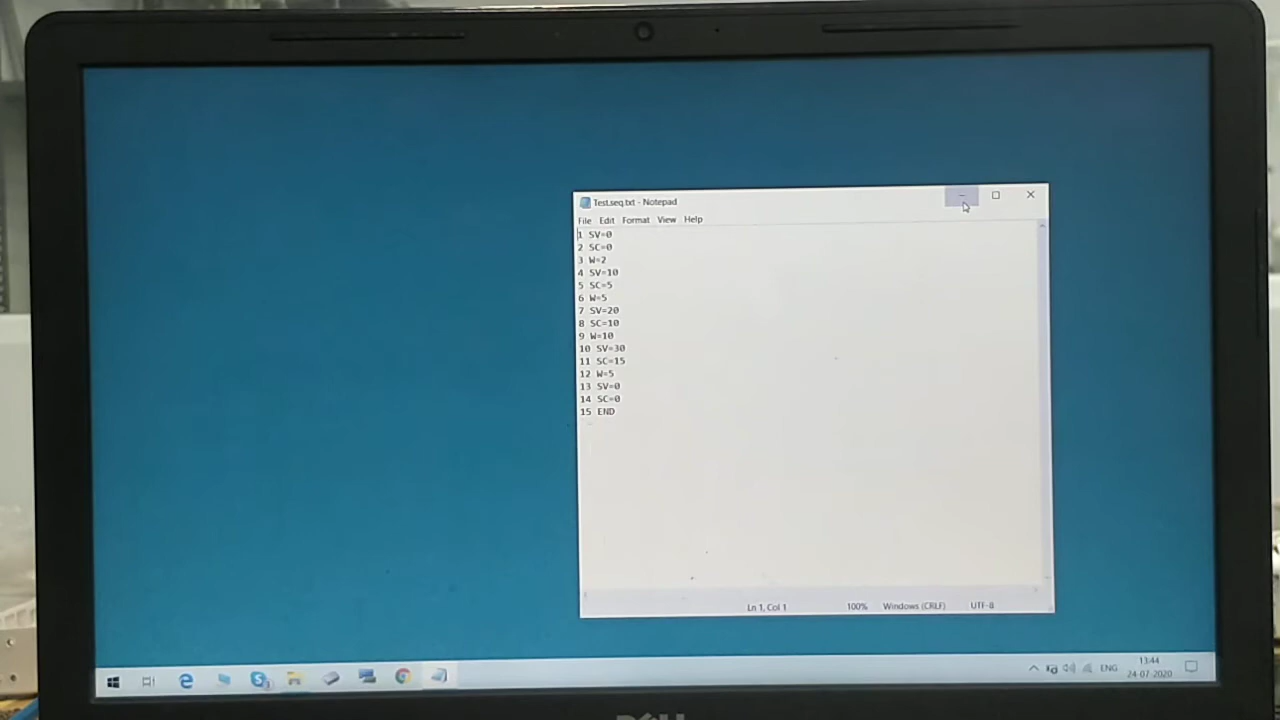 Test.seq.txt - Notepad
File Edit Format View Help
1 SV=0
2 SC=0
3 W=2
4 SV=10
5 SC=5
6 W=5
7 SV=20
8 SC=10
9 W=10
10 SV=30
11 SC=15
12 W=5
13 SV=0
14 SC=0
15 END
Ln 1, Col 1 100% Windows (CRLF) UTF-8
ENG
13:44
24-07-2020
DELL